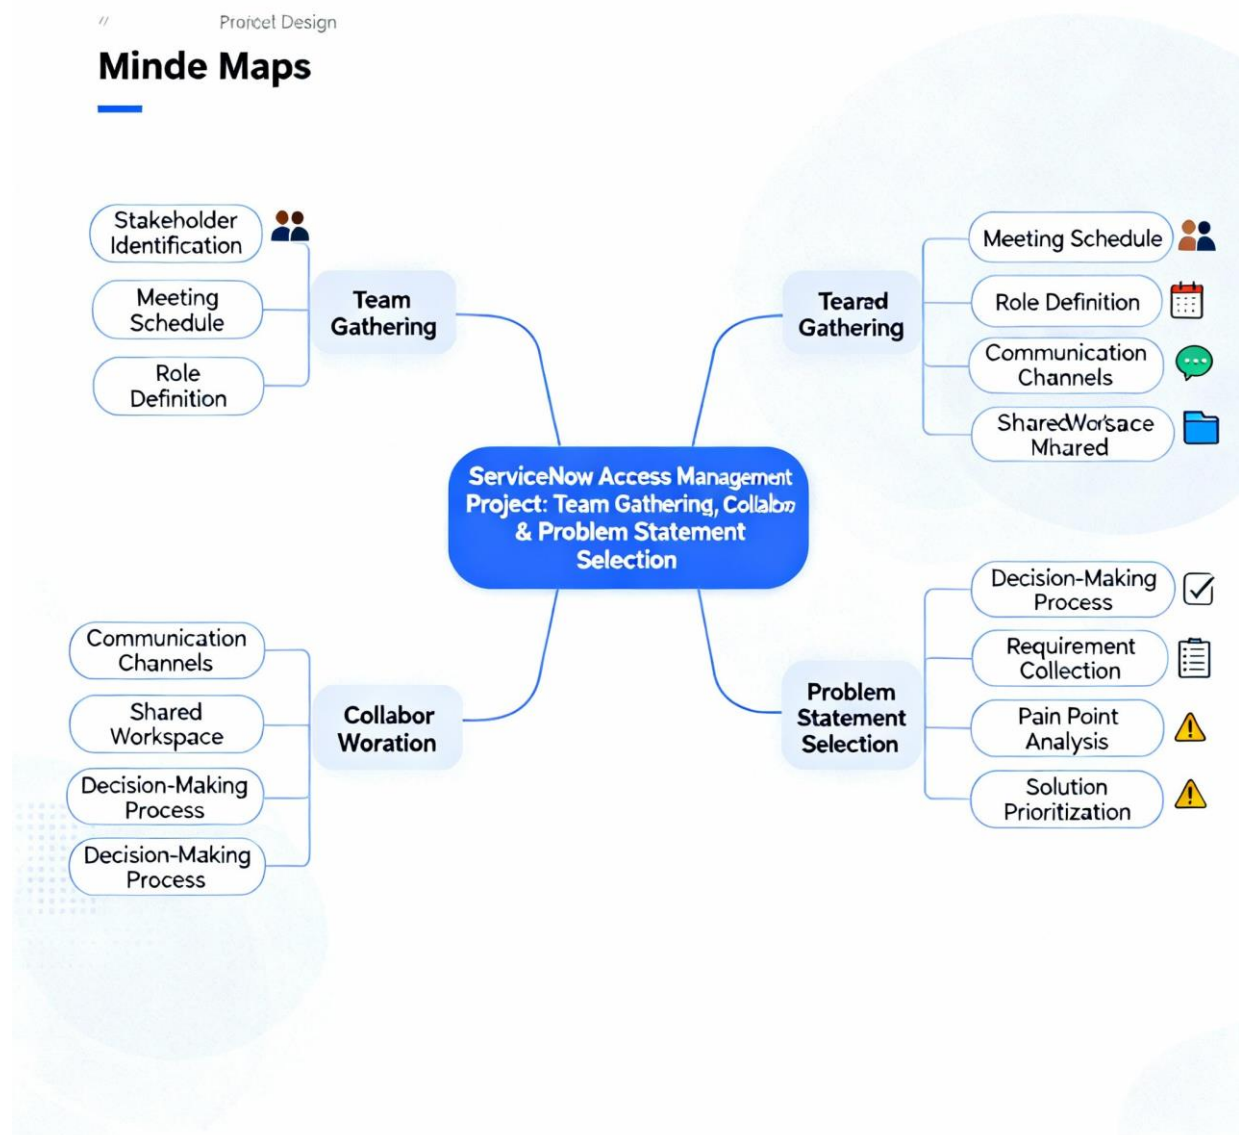 //
Proricet Design
Minde Maps
Stakeholder
Identification
Meeting
Schedule
Role
Definition
Team
Gathering
Teared
Gathering
Meeting Schedule
Role Definition
Communication
Channels
Mhared
ServiceNow Access Management
Project: Team Gathering,
& Problem Statement
Selection
Communication
Channels
Shared
Workspace
Decision-Making
Process
Decision-Making
Process
Collabor
Woration
Problem
Statement
Selection
Decision-Making
Process
Requirement
Collection
Pain Point
Analysis
Solution
Prioritization